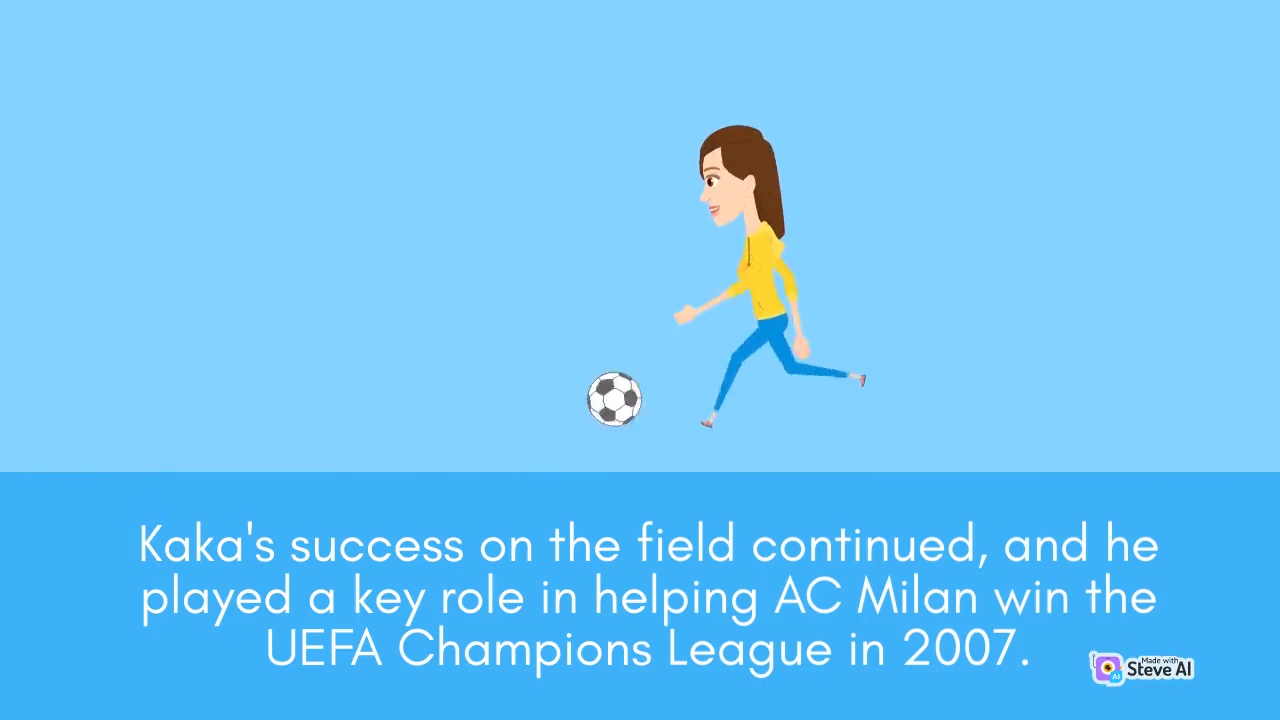 Kaka's success on the field continued, and he
played a key role in helping AC Milan win the
UEFA Champions League in 2007.
Made with
Steve AI
AI